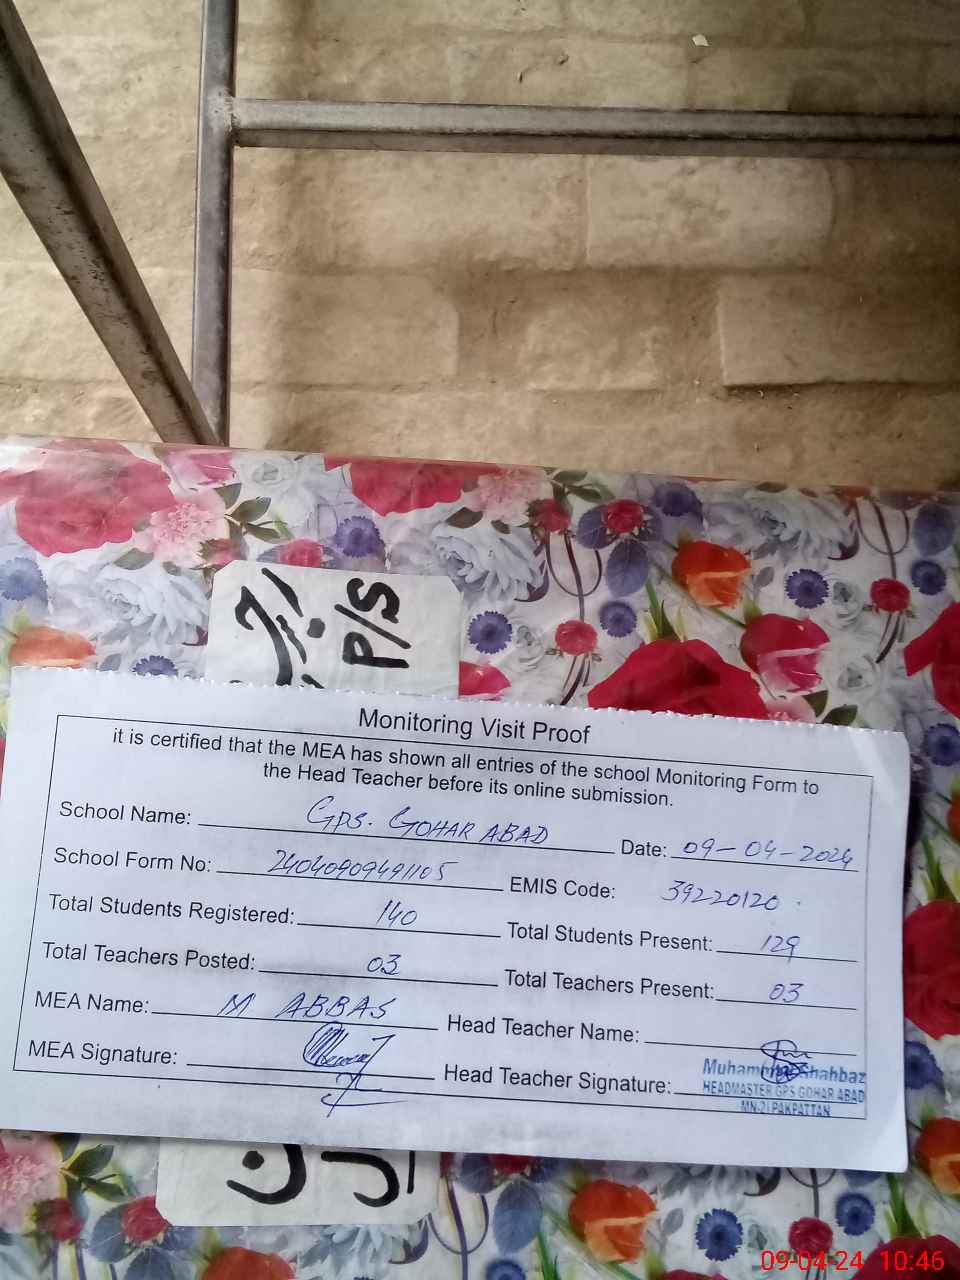 P/S
Monitoring Visit Proof
it is certified that the MEA has shown all entries of the school Monitoring Form to
the Head Teacher before its online submission.
School Name: GPS. GOHAR ABAD Date: 09-04-2024
School Form No: 24040909491105 EMIS Code: 39220120
Total Students Registered: 140 Total Students Present: 129
Total Teachers Posted: 03 Total Teachers Present: 03
MEA Name: M ABBAS Head Teacher Name:
MEA Signature: Head Teacher Signature:
Muhammad Shahbaz
HEADMASTER GPS GOHAR ABAD
MN-21 PAKPATTAN
09-04-24 10:46